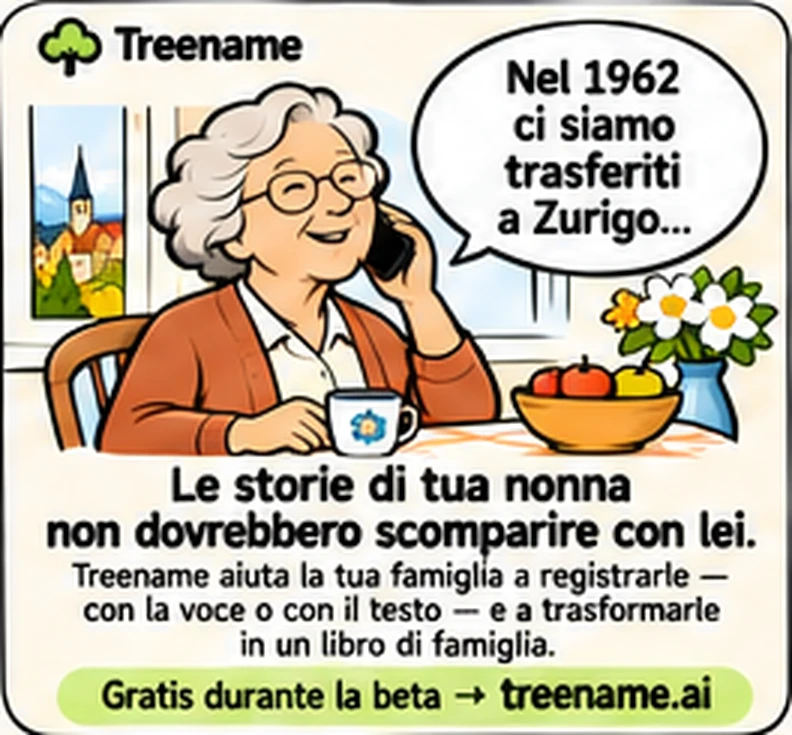 Treename
Nel 1962
ci siamo
trasferiti
a Zurigo...
Le storie di tua nonna
non dovrebbero scomparire con lei.
Treename aiuta la tua famiglia a registrarle —
con la voce o con il testo — e a trasformarle
in un libro di famiglia.
Gratis durante la beta → treename.ai